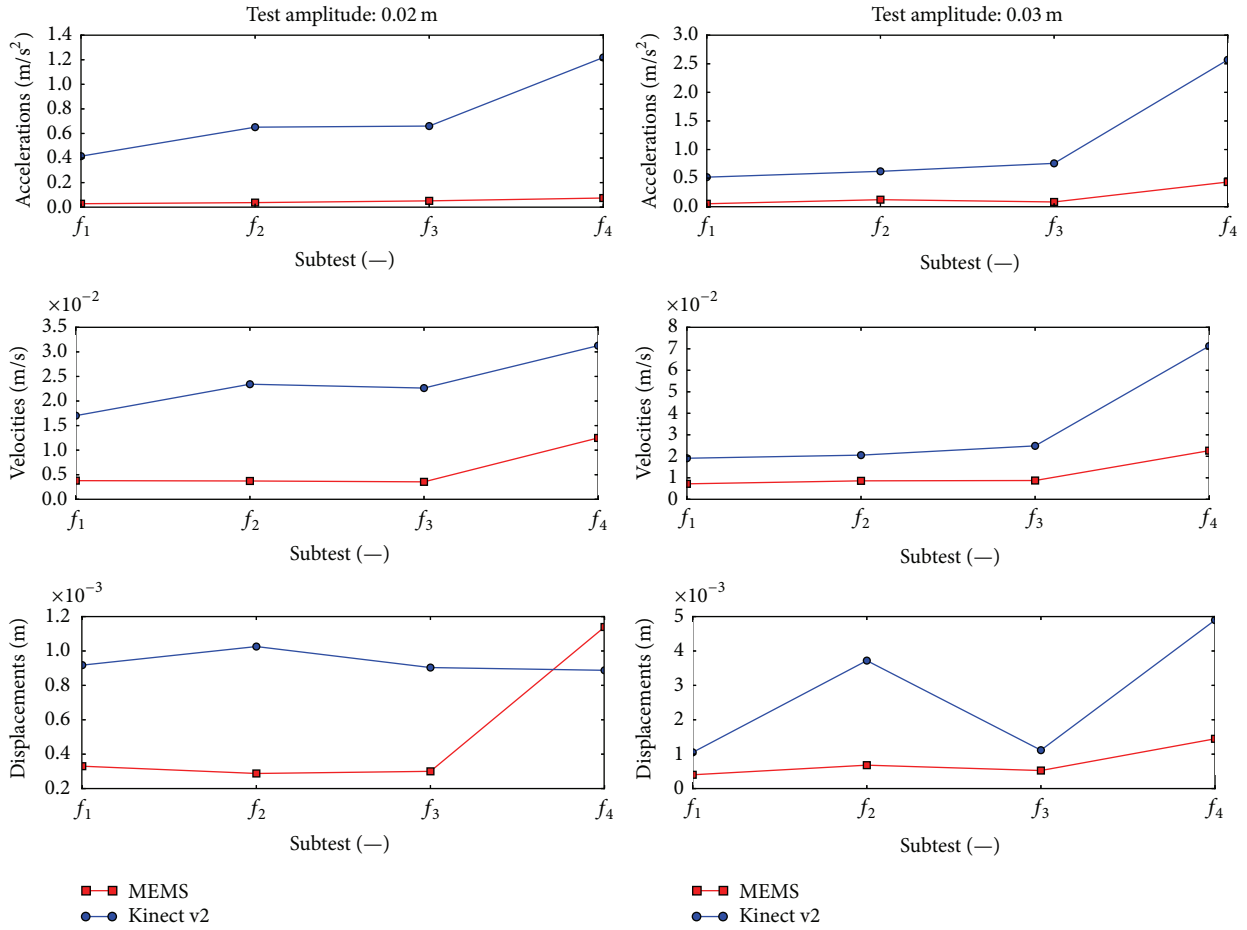 Test amplitude: 0.02 m
Accelerations (m/s²)
1.4
1.2
1.0
0.8
0.6
0.4
0.2
0.0
f₁ f₂ f₃ f₄
Subtest (—)
Test amplitude: 0.03 m
Accelerations (m/s²)
3.0
2.5
2.0
1.5
1.0
0.5
0.0
f₁ f₂ f₃ f₄
Subtest (—)
×10⁻²
Velocities (m/s)
3.5
3.0
2.5
2.0
1.5
1.0
0.5
0.0
f₁ f₂ f₃ f₄
Subtest (—)
×10⁻²
Velocities (m/s)
8
7
6
5
4
3
2
1
0
f₁ f₂ f₃ f₄
Subtest (—)
×10⁻³
Displacements (m)
1.2
1.0
0.8
0.6
0.4
0.2
f₁ f₂ f₃ f₄
Subtest (—)
×10⁻³
Displacements (m)
5
4
3
2
1
0
f₁ f₂ f₃ f₄
Subtest (—)
MEMS
Kinect v2
MEMS
Kinect v2